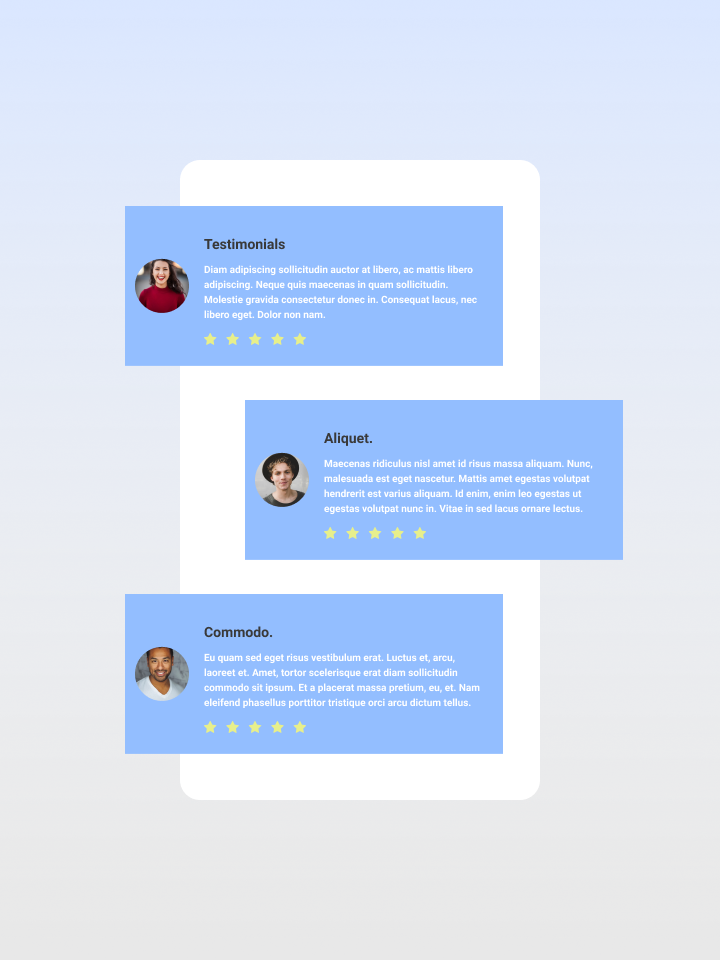 Testimonials
Diam adipiscing sollicitudin auctor at libero, ac mattis libero
adipiscing. Neque quis maecenas in quam sollicitudin.
Molestie gravida consectetur donec in. Consequat lacus, nec
libero eget. Dolor non nam.
Aliquet.
Maecenas ridiculus nisl amet id risus massa aliquam. Nunc,
malesuada est eget nascetur. Mattis amet egestas volutpat
hendrerit est varius aliquam. Id enim, enim leo egestas ut
egestas volutpat nunc in. Vitae in sed lacus ornare lectus.
Commodo.
Eu quam sed eget risus vestibulum erat. Luctus et, arcu,
laoreet et. Amet, tortor scelerisque erat diam sollicitudin
commodo sit ipsum. Et a placerat massa pretium, eu, et. Nam
eleifend phasellus porttitor tristique orci arcu dictum tellus.